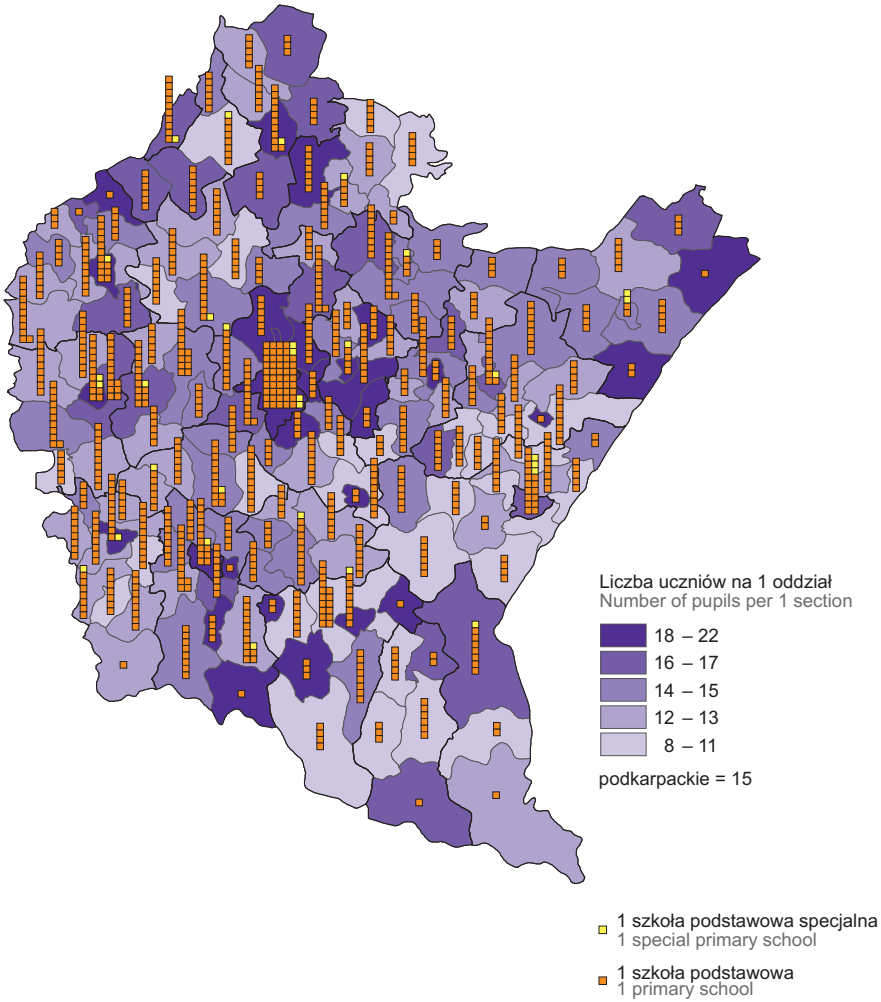 Liczba uczniów na 1 oddział
Number of pupils per 1 section
18 – 22
16 – 17
14 – 15
12 – 13
8 – 11
podkarpackie = 15
1 szkoła podstawowa specjalna
1 special primary school
1 szkoła podstawowa
1 primary school